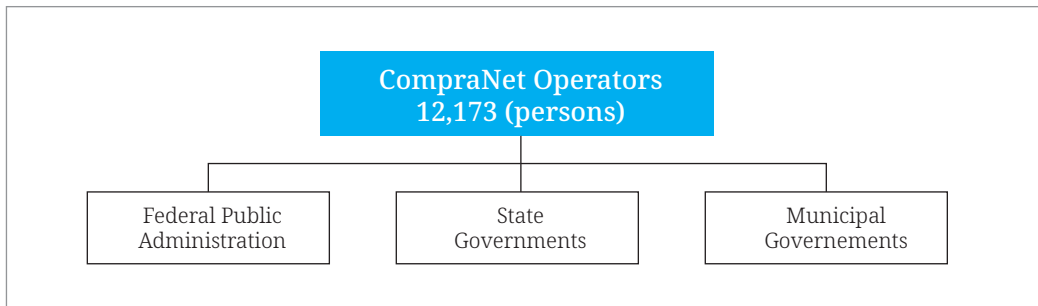 CompraNet Operators
12,173 (persons)
Federal Public
Administration
State
Governments
Municipal
Governements